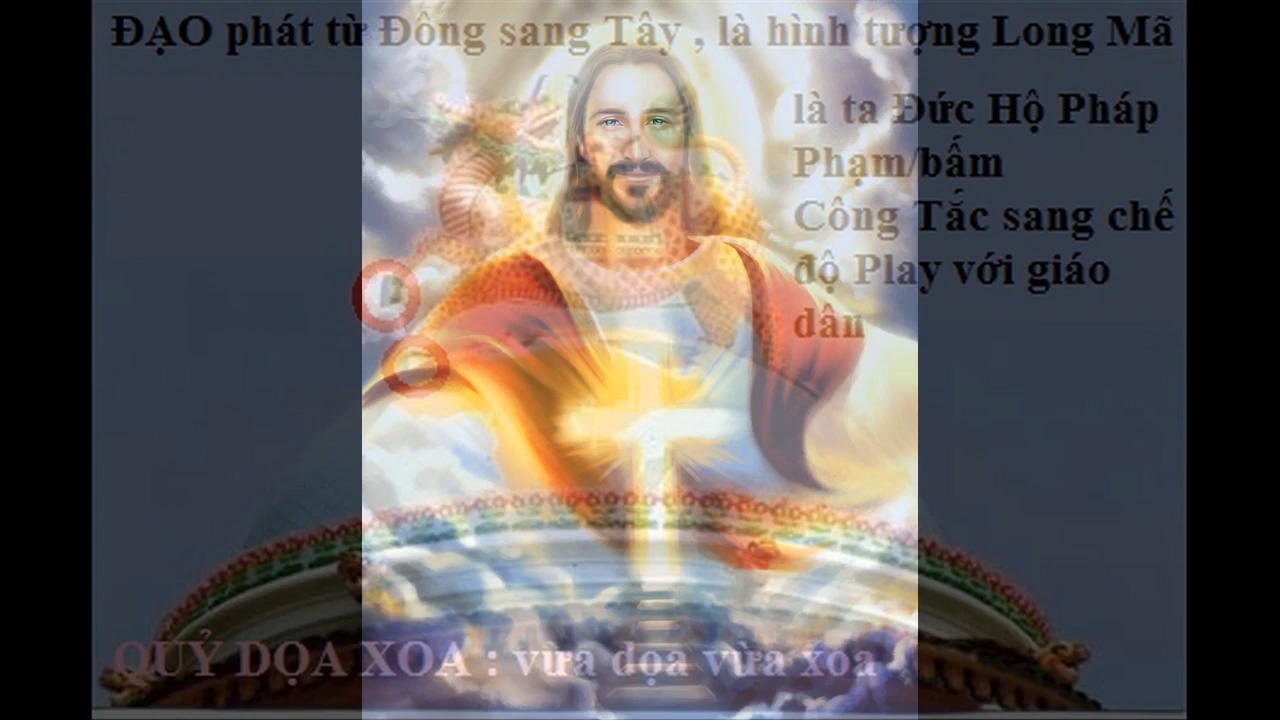 ĐẠO phát từ Đông sang Tây , là hình tượng Long Mã
là ta Đức Hộ Pháp
Phạm/bấm
Công Tắc sang chế
độ Play với giáo
dân
QUỶ DỌA XOA : vừa dọa vừa xoa